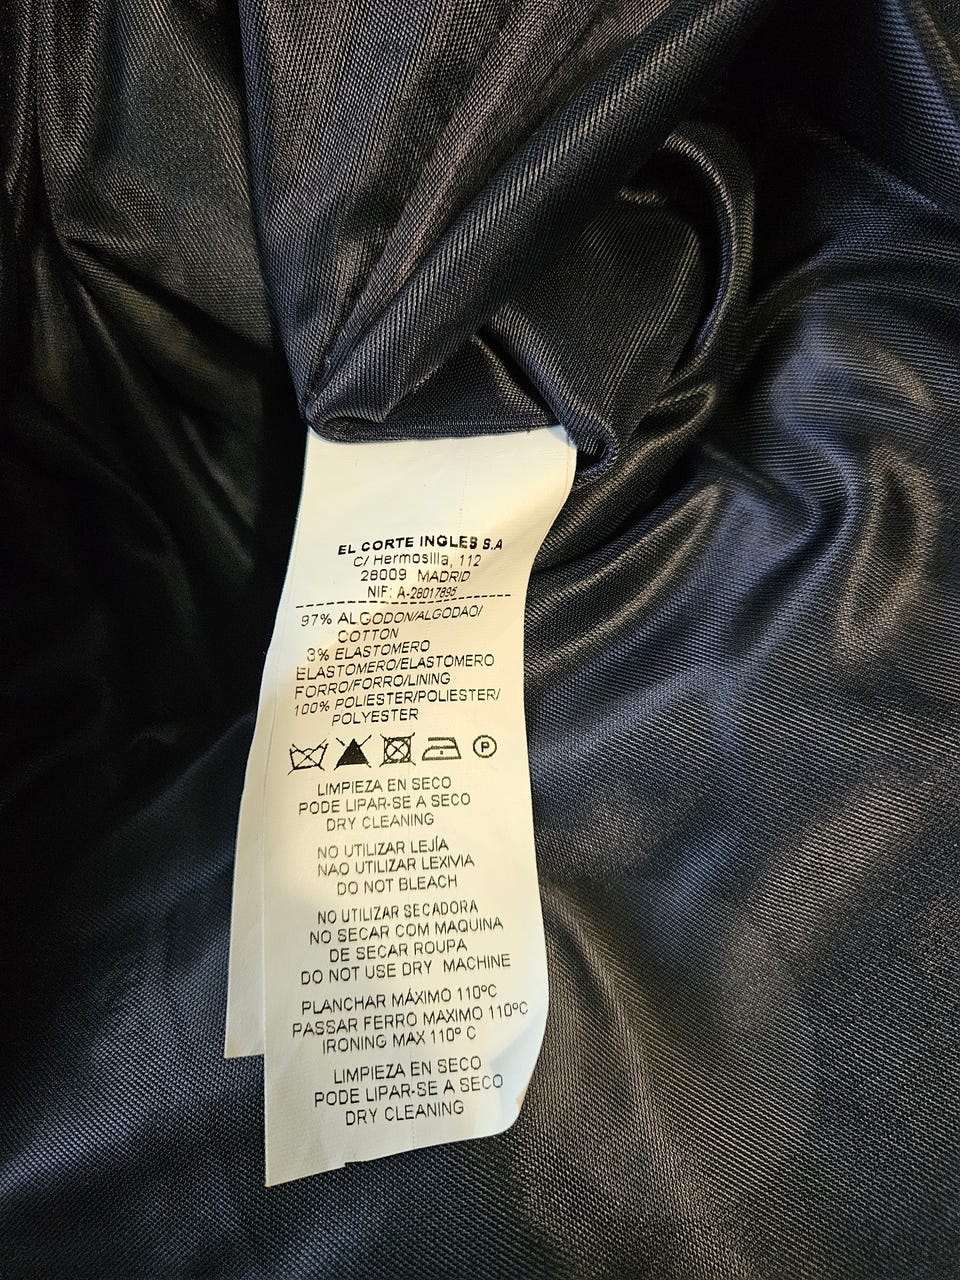 EL CORTE INGLES S.A
C/ Hermosilla, 112
28009 MADRID
NIF: A-28017895
97% ALGODON/ALGODAO/
COTTON
3% ELASTOMERO
ELASTOMERO/ELASTOMERO
FORRO/FORRO/LINING
100% POLIESTER/POLIESTER/
POLYESTER
P
LIMPIEZA EN SECO
PODE LIPAR-SE A SECO
DRY CLEANING
NO UTILIZAR LEJÍA
NAO UTILIZAR LEXIVIA
DO NOT BLEACH
NO UTILIZAR SECADORA
NO SECAR COM MAQUINA
DE SECAR ROUPA
DO NOT USE DRY MACHINE
PLANCHAR MÁXIMO 110ºC
PASSAR FERRO MAXIMO 110ºC
IRONING MAX 110º C
LIMPIEZA EN SECO
PODE LIPAR-SE A SECO
DRY CLEANING